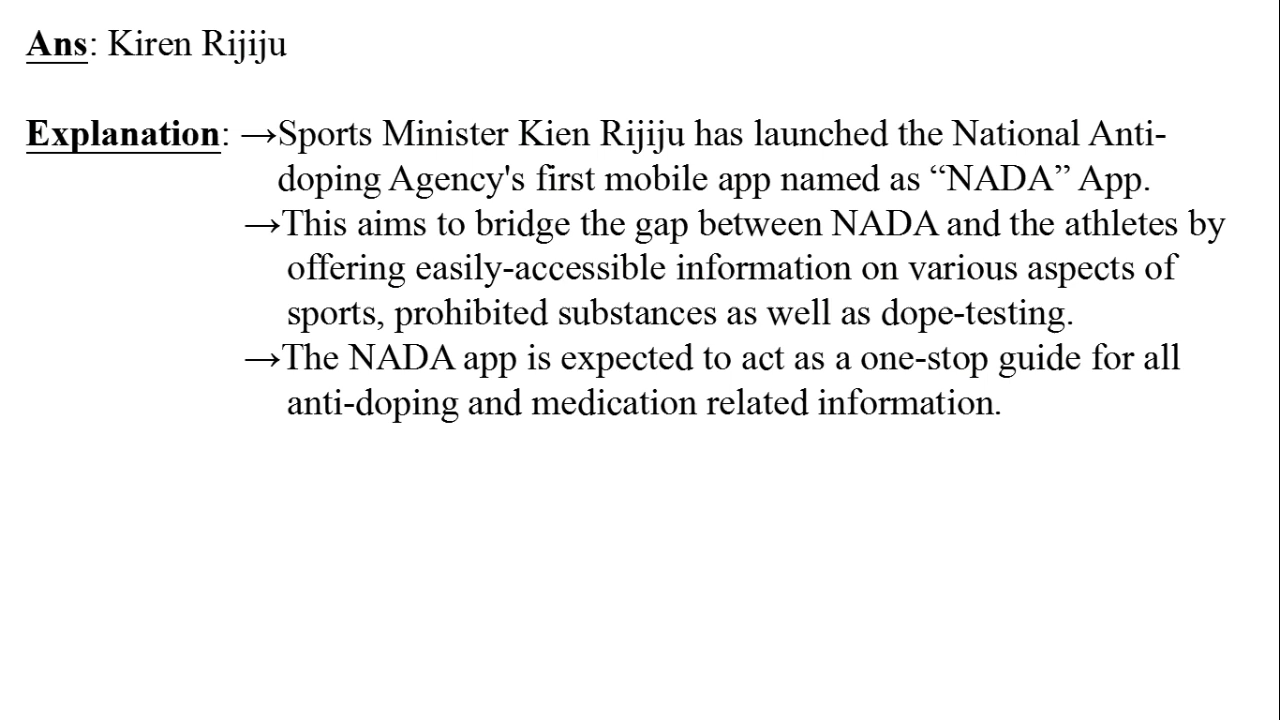 Ans: Kiren Rijiju
Explanation: →Sports Minister Kien Rijiju has launched the National Anti-
doping Agency's first mobile app named as “NADA” App.
→This aims to bridge the gap between NADA and the athletes by
offering easily-accessible information on various aspects of
sports, prohibited substances as well as dope-testing.
→The NADA app is expected to act as a one-stop guide for all
anti-doping and medication related information.